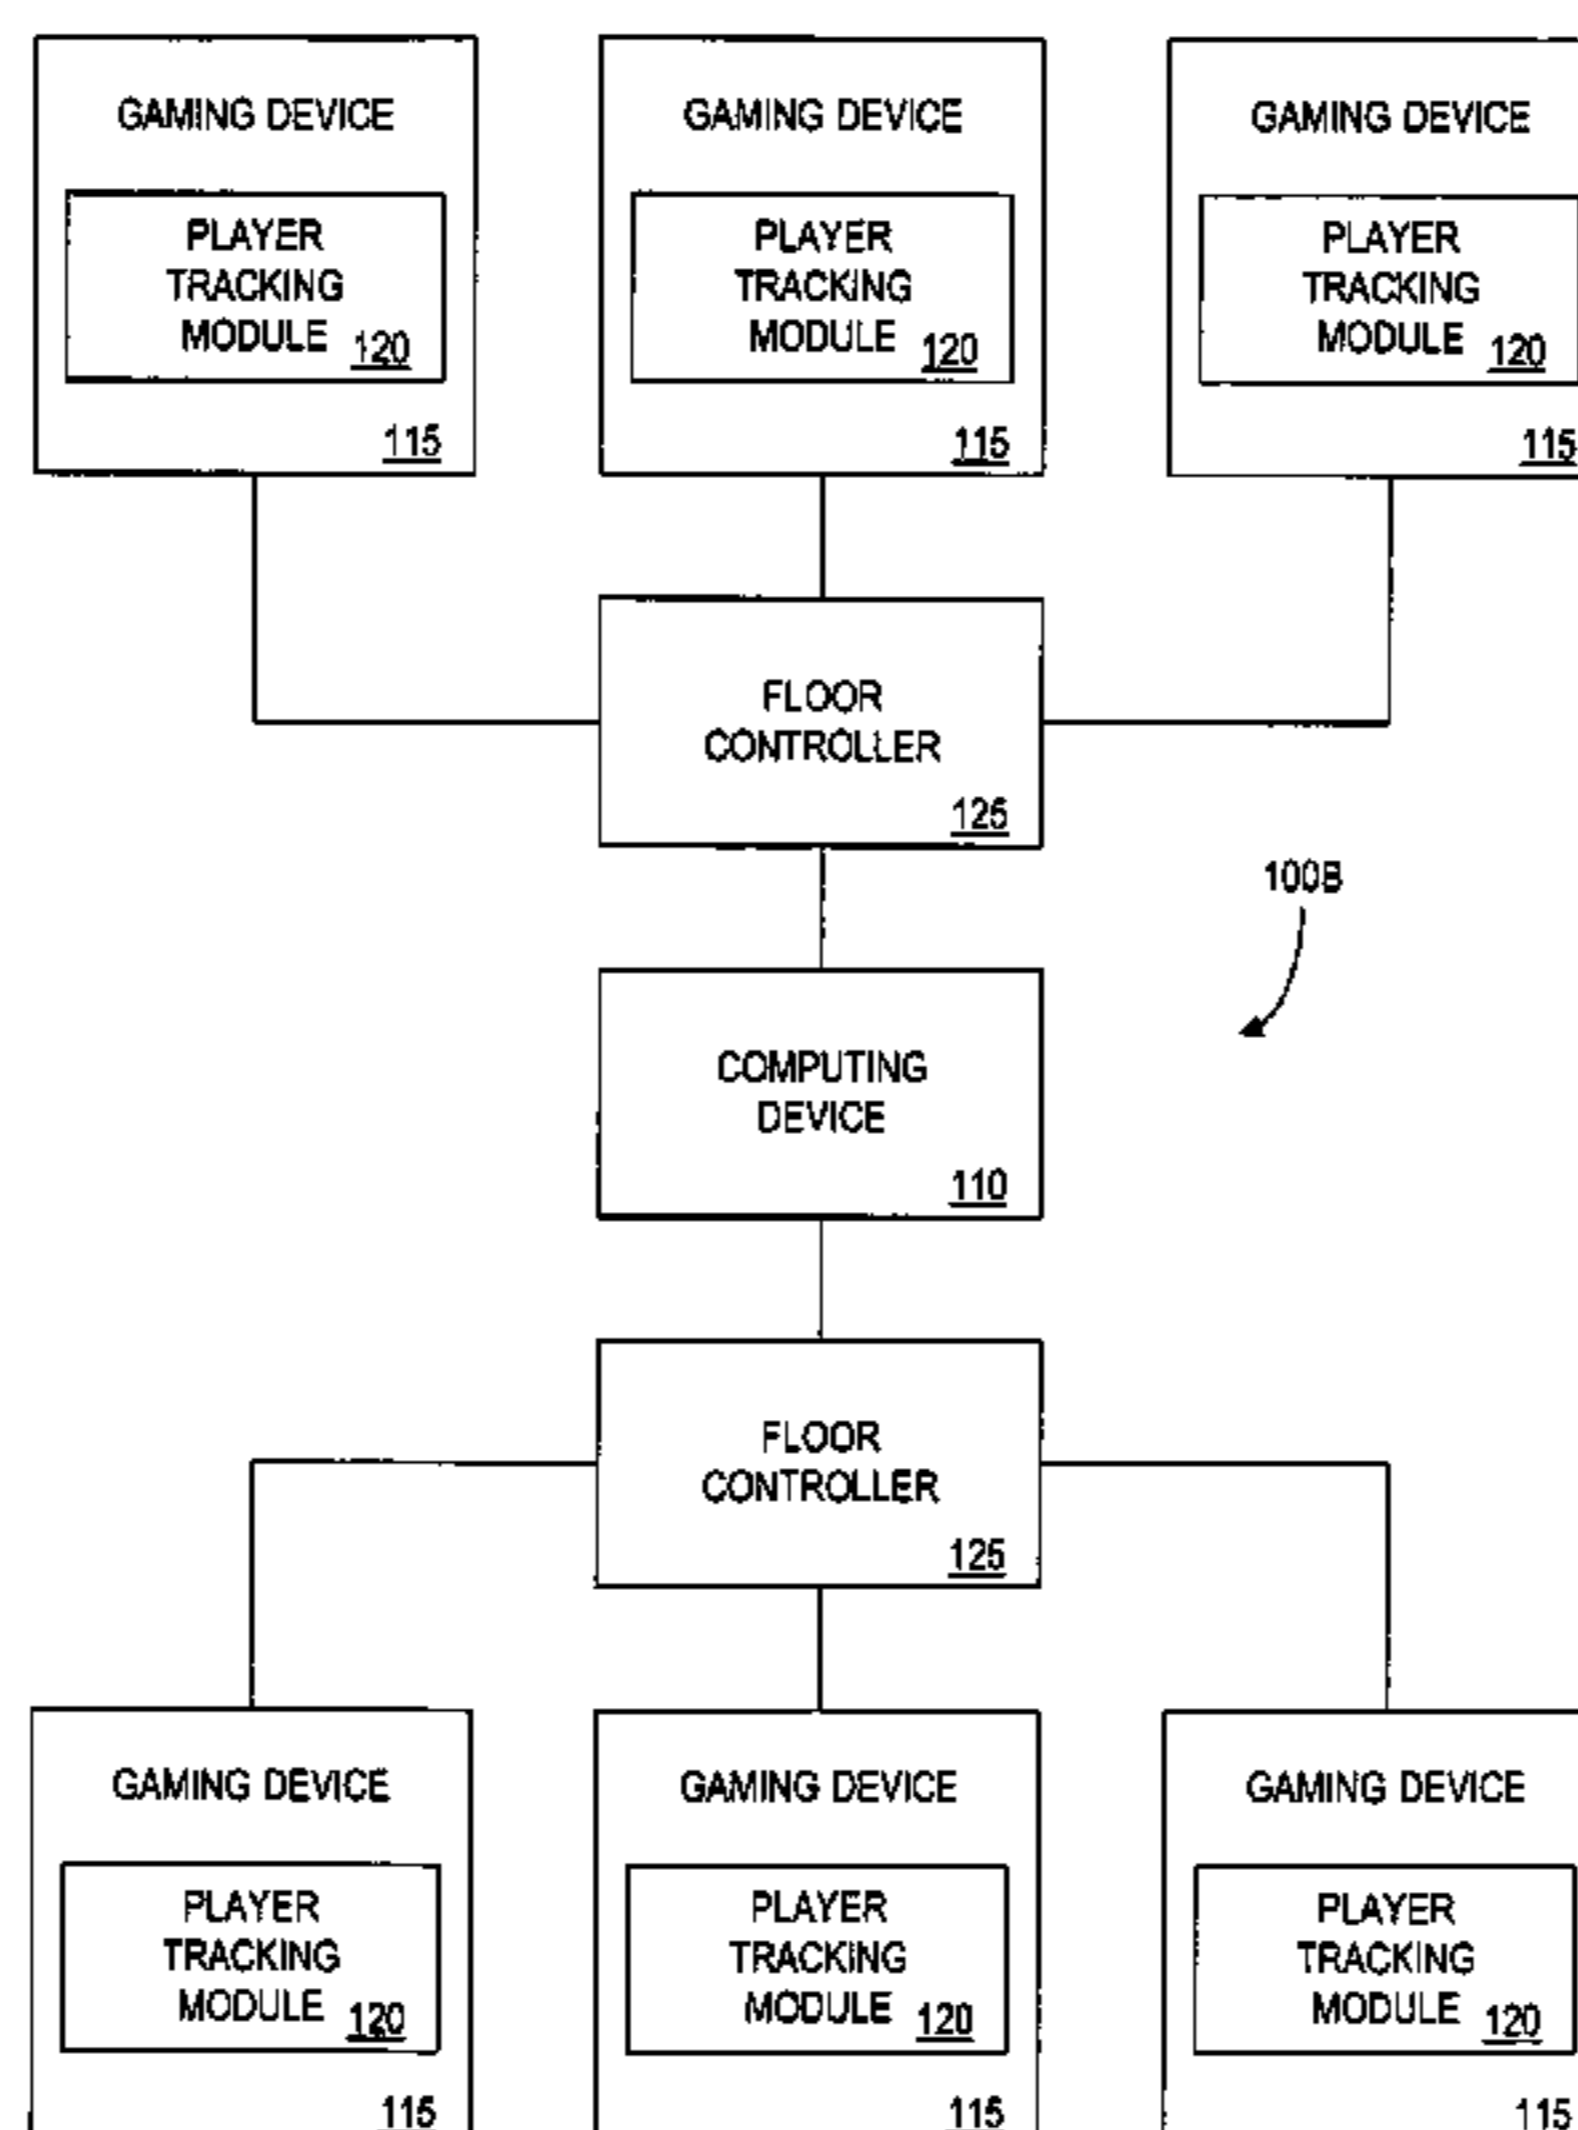 GAMING DEVICE
PLAYER
TRACKING
MODULE 120
115
GAMING DEVICE
PLAYER
TRACKING
MODULE 120
115
GAMING DEVICE
PLAYER
TRACKING
MODULE 120
115
FLOOR
CONTROLLER
125
100B
COMPUTING
DEVICE
110
FLOOR
CONTROLLER
125
GAMING DEVICE
PLAYER
TRACKING
MODULE 120
115
GAMING DEVICE
PLAYER
TRACKING
MODULE 120
115
GAMING DEVICE
PLAYER
TRACKING
MODULE 120
115